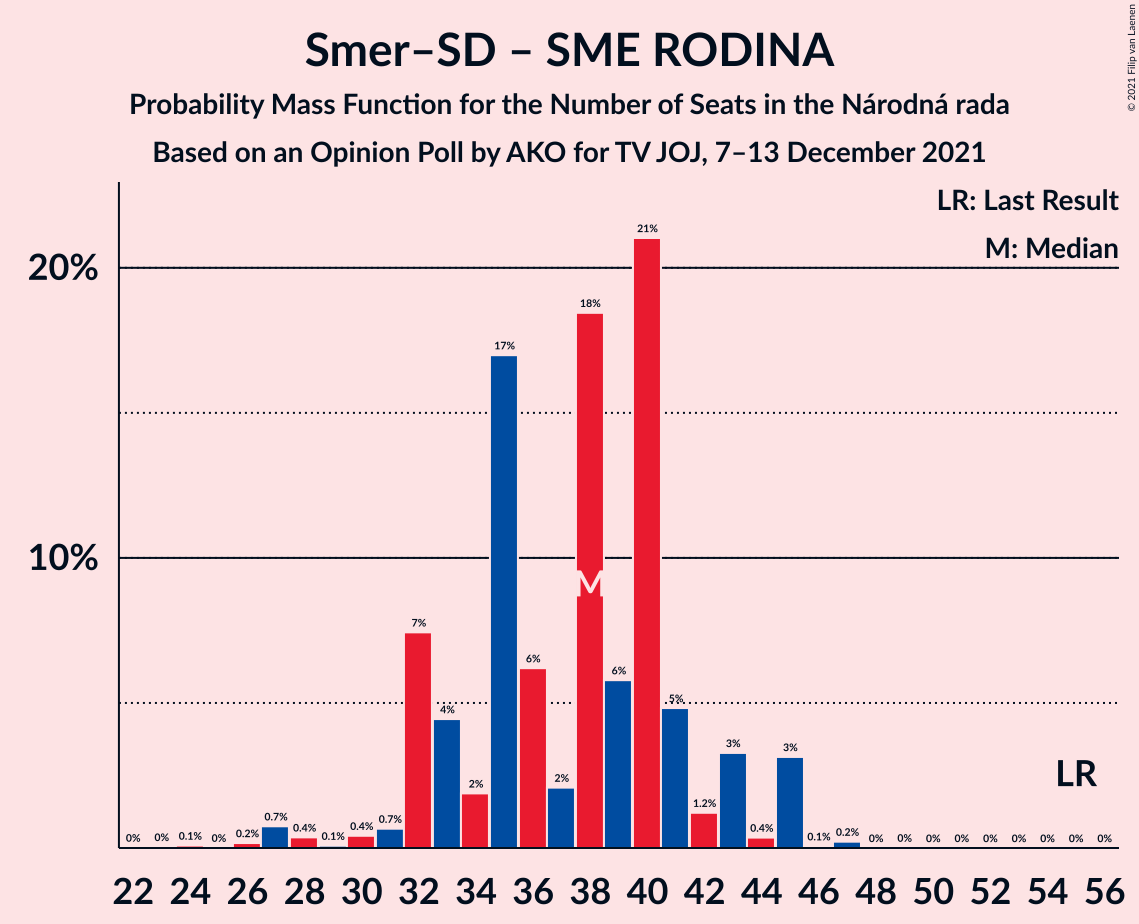 Smer–SD – SME RODINA
Probability Mass Function for the Number of Seats in the Národná rada
Based on an Opinion Poll by AKO for TV JOJ, 7–13 December 2021
© 2021 Filip van Laenen
LR: Last Result
M: Median
20%
10%
0% 0% 0.1% 0% 0.2% 0.7% 0.4% 0.1% 0.4% 0.7% 7% 4% 2% 17% 6% 2% 18% 6% 21% 5% 1.2% 3% 0.4% 3% 0.1% 0.2% 0% 0% 0% 0% 0% 0% 0% 0% 0%
M
LR
22 24 26 28 30 32 34 36 38 40 42 44 46 48 50 52 54 56